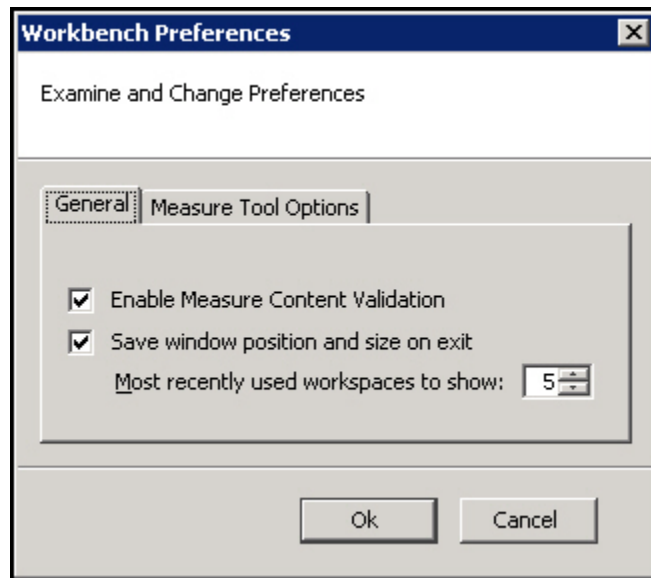 Workbench Preferences
Examine and Change Preferences
General Measure Tool Options
Enable Measure Content Validation
Save window position and size on exit
Most recently used workspaces to show: 5
Ok Cancel